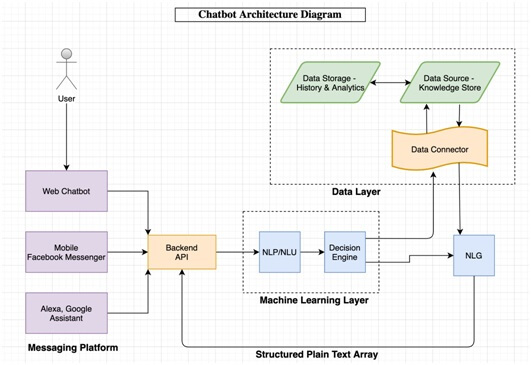 Chatbot Architecture Diagram
User
Data Storage -
History & Analytics
Data Source -
Knowledge Store
Data Connector
Data Layer
Web Chatbot
Mobile
Facebook Messenger
Backend
API
NLP/NLU
Decision
Engine
NLG
Machine Learning Layer
Alexa, Google
Assistant
Messaging Platform
Structured Plain Text Array